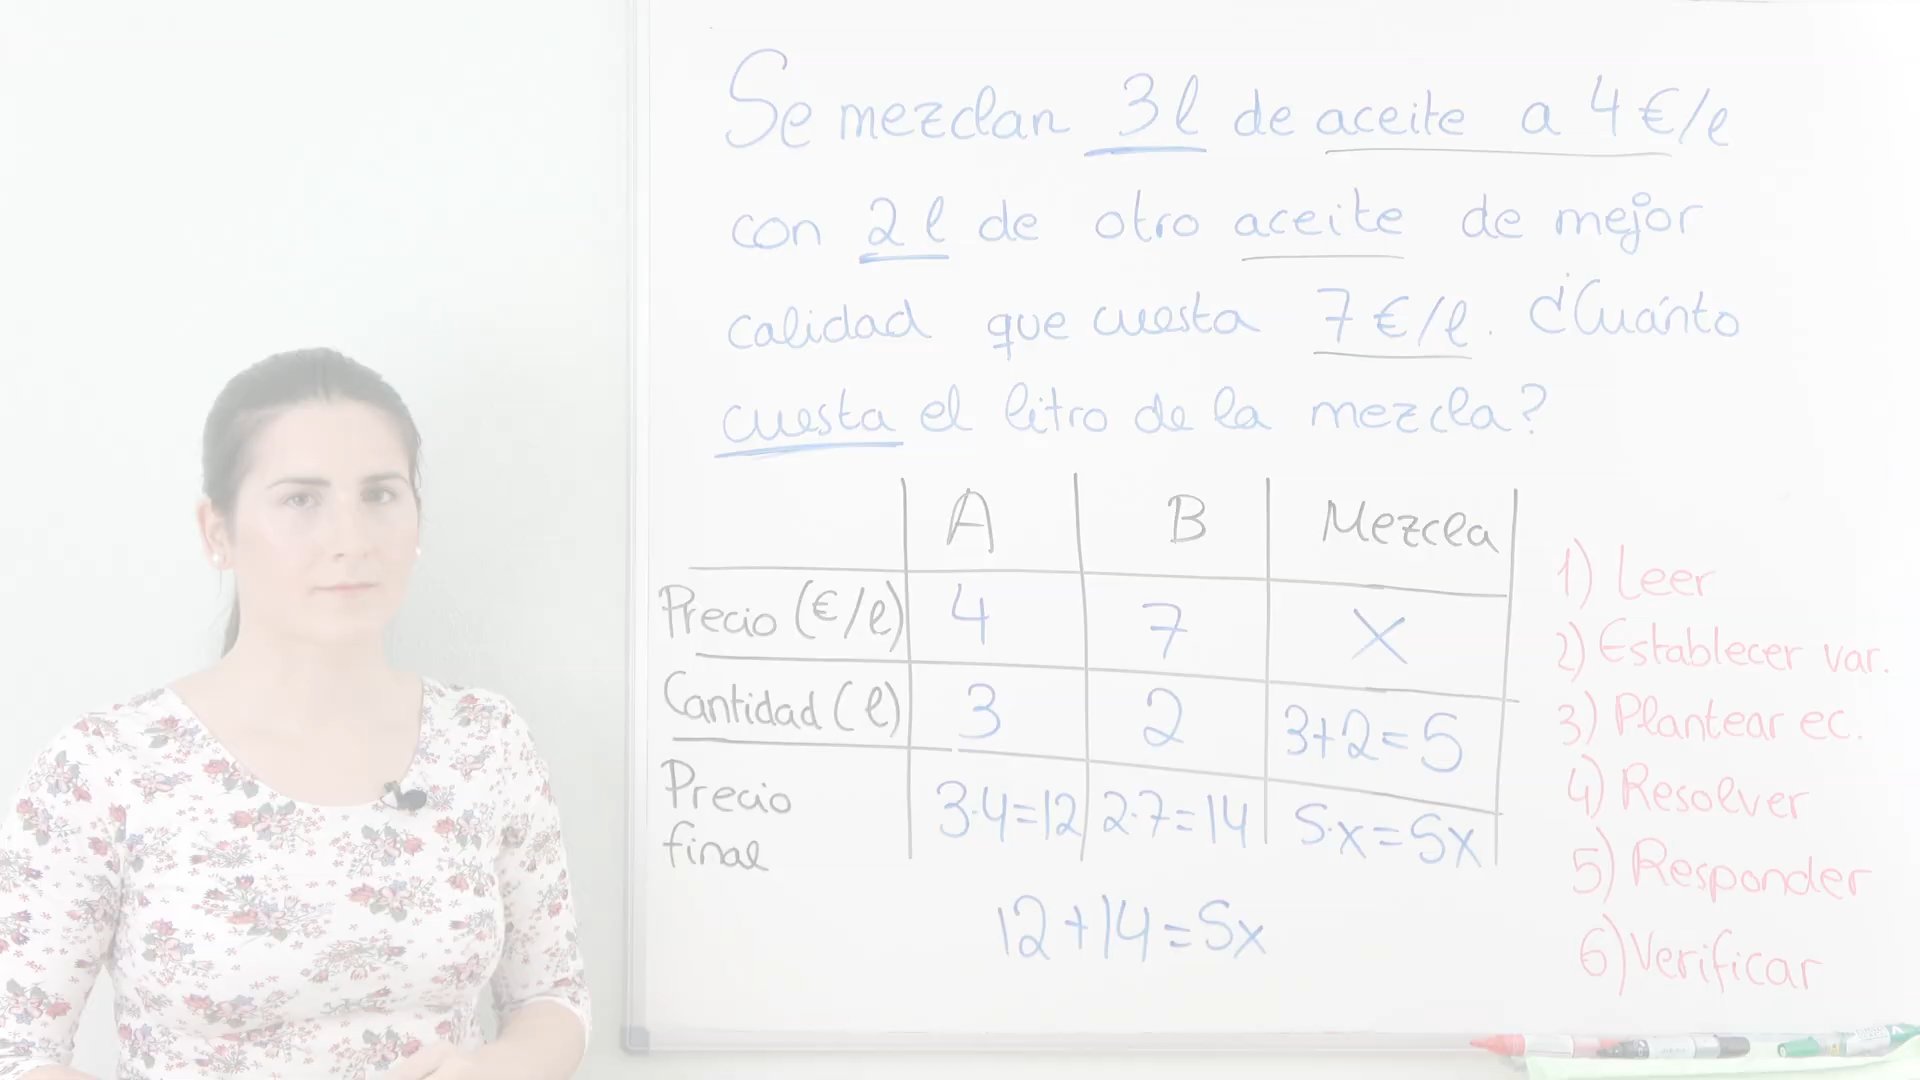 Se mezclan 3l de aceite a 4€/l
con 2l de otro aceite de mejor
calidad que cuesta 7€/l. ¿Cuánto
cuesta el litro de la mezcla?
A B Mezcla
Precio (€/l) 4 7 X
Cantidad (l) 3 2 3+2=5
Precio final 3·4=12 2·7=14 5·x=5x
12+14=5x
1) Leer
2) Establecer var.
3) Plantear ec.
4) Resolver
5) Responder
6) Verificar